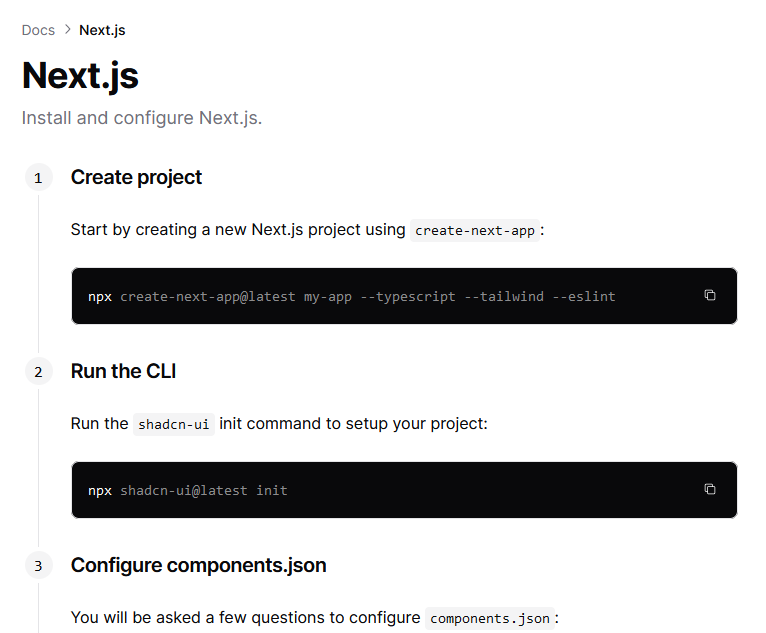 Docs > Next.js
Next.js
Install and configure Next.js.
1 Create project
Start by creating a new Next.js project using create-next-app:
npx create-next-app@latest my-app --typescript --tailwind --eslint
2 Run the CLI
Run the shadcn-ui init command to setup your project:
npx shadcn-ui@latest init
3 Configure components.json
You will be asked a few questions to configure components.json: